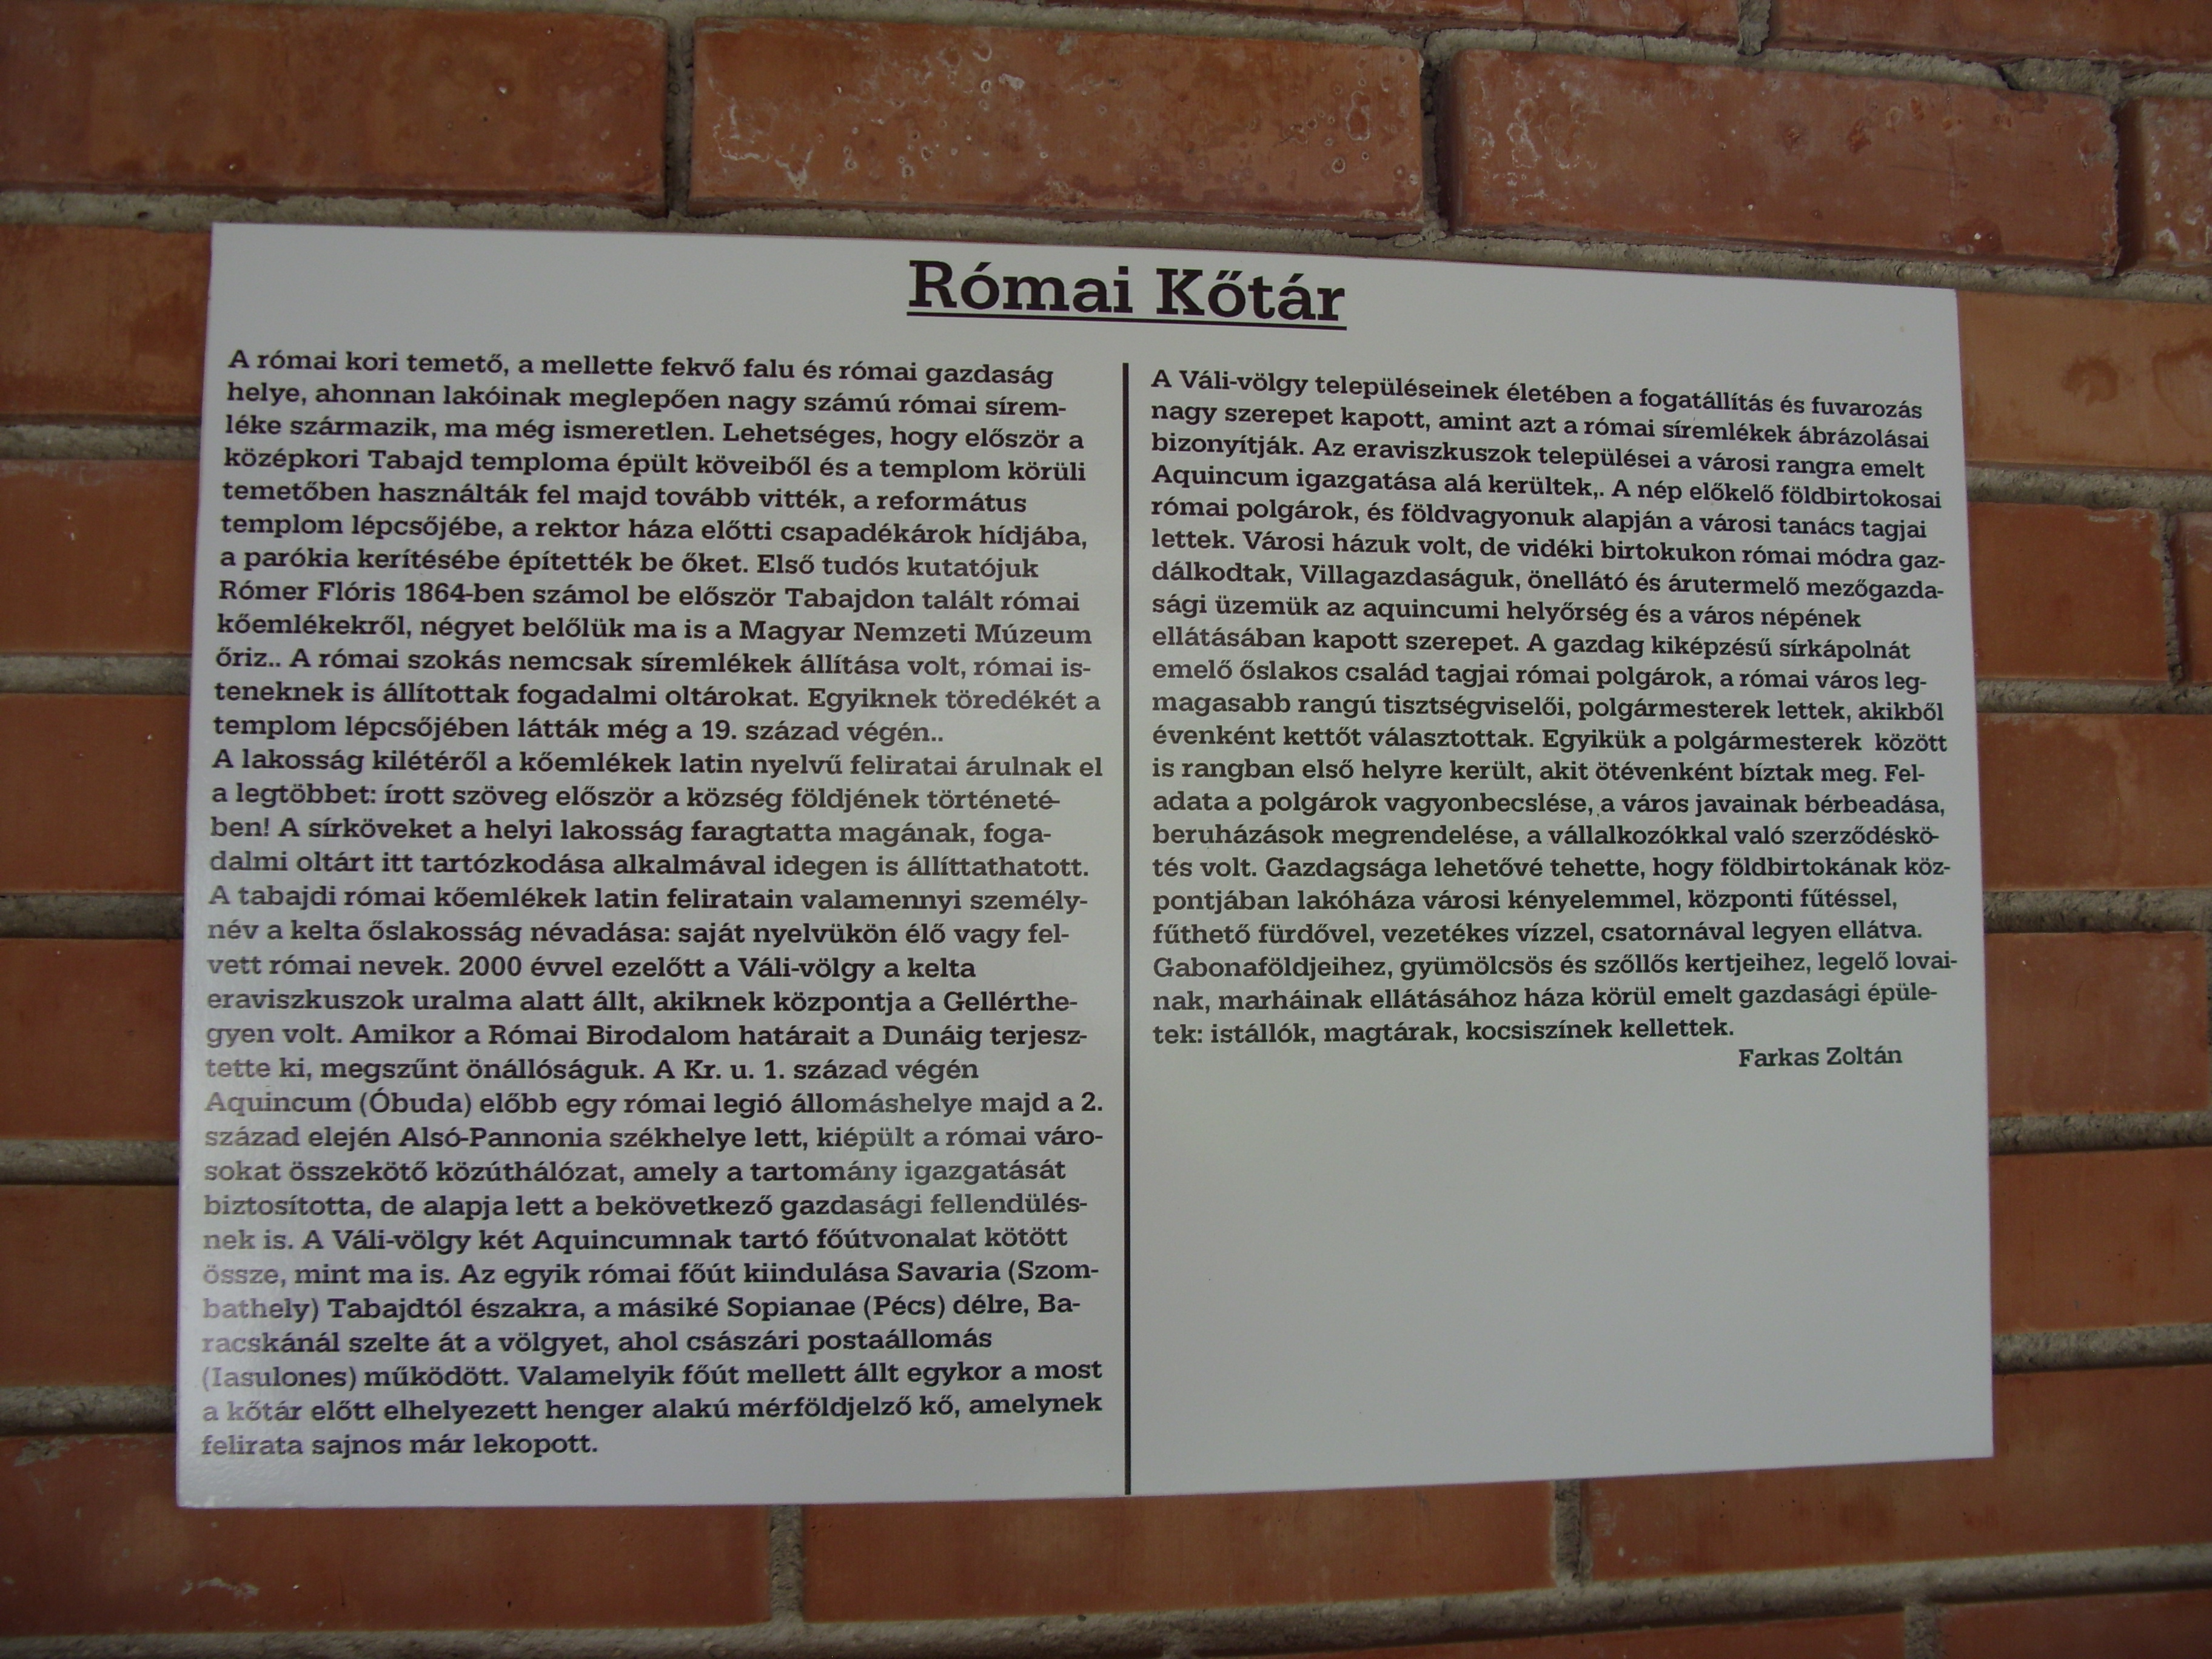 Római Kőtár
A római kori temető, a mellette fekvő falu és római gazdaság
helye, ahonnan lakóinak meglepően nagy számú római sírem-
léke származik, ma még ismeretlen. Lehetséges, hogy először a
középkori Tabajd temploma épült köveiből és a templom körüli
temetőben használták fel majd tovább vitték, a református
templom lépcsőjébe, a rektor háza előtti csapadékárok hídjába,
a parókia kerítésébe építették be őket. Első tudós kutatójuk
Rómer Flóris 1864-ben számol be először Tabajdon talált római
kőemlékekről, négyet belőlük ma is a Magyar Nemzeti Múzeum
őriz.. A római szokás nemcsak síremlékek állítása volt, római is-
teneknek is állítottak fogadalmi oltárokat. Egyiknek töredékét a
templom lépcsőjében látták még a 19. század végén..
A lakosság kilétéről a kőemlékek latin nyelvű feliratai árulnak el
a legtöbbet: írott szöveg először a község földjének történeté-
ben! A sírköveket a helyi lakosság faragtatta magának, foga-
dalmi oltárt itt tartózkodása alkalmával idegen is állíttathatott.
A tabajdi római kőemlékek latin feliratain valamennyi személy-
név a kelta őslakosság névadása: saját nyelvükön élő vagy fel-
vett római nevek. 2000 évvel ezelőtt a Váli-völgy a kelta
eraviszkuszok uralma alatt állt, akiknek központja a Gellérthe-
gyen volt. Amikor a Római Birodalom határait a Dunáig terjesz-
tette ki, megszűnt önállóságuk. A Kr. u. 1. század végén
Aquincum (Óbuda) előbb egy római legió állomáshelye majd a 2.
század elején Alsó-Pannonia székhelye lett, kiépült a római váro-
sokat összekötő közúthálózat, amely a tartomány igazgatását
biztosította, de alapja lett a bekövetkező gazdasági fellendülés-
nek is. A Váli-völgy két Aquincumnak tartó főútvonalat kötött
össze, mint ma is. Az egyik római főút kiindulása Savaria (Szom-
bathely) Tabajdtól északra, a másiké Sopianae (Pécs) délre, Ba-
racskánál szelte át a völgyet, ahol császári postaállomás
(Iasulones) működött. Valamelyik főút mellett állt egykor a most
a kőtár előtt elhelyezett henger alakú mérföldjelző kő, amelynek
felirata sajnos már lekopott.
A Váli-völgy településeinek életében a fogatállítás és fuvarozás
nagy szerepet kapott, amint azt a római síremlékek ábrázolásai
bizonyítják. Az eraviszkuszok települései a városi rangra emelt
Aquincum igazgatása alá kerültek,. A nép előkelő földbirtokosai
római polgárok, és földvagyonuk alapján a városi tanács tagjai
lettek. Városi házuk volt, de vidéki birtokukon római módra gaz-
dálkodtak, Villagazdaságuk, önellátó és árutermelő mezőgazda-
sági üzemük az aquincumi helyőrség és a város népének
ellátásában kapott szerepet. A gazdag kiképzésű sírkápolnát
emelő őslakos család tagjai római polgárok, a római város leg-
magasabb rangú tisztségviselői, polgármesterek lettek, akikből
évenként kettőt választottak. Egyikük a polgármesterek között
is rangban első helyre került, akit ötévenként bíztak meg. Fel-
adata a polgárok vagyonbecslése, a város javainak bérbeadása,
beruházások megrendelése, a vállalkozókkal való szerződéskö-
tés volt. Gazdagsága lehetővé tehette, hogy földbirtokának köz-
pontjában lakóháza városi kényelemmel, központi fűtéssel,
fűthető fürdővel, vezetékes vízzel, csatornával legyen ellátva.
Gabonaföldjeihez, gyümölcsös és szőllős kertjeihez, legelő lovai-
nak, marháinak ellátásához háza körül emelt gazdasági épüle-
tek: istállók, magtárak, kocsiszínek kellettek.
Farkas Zoltán